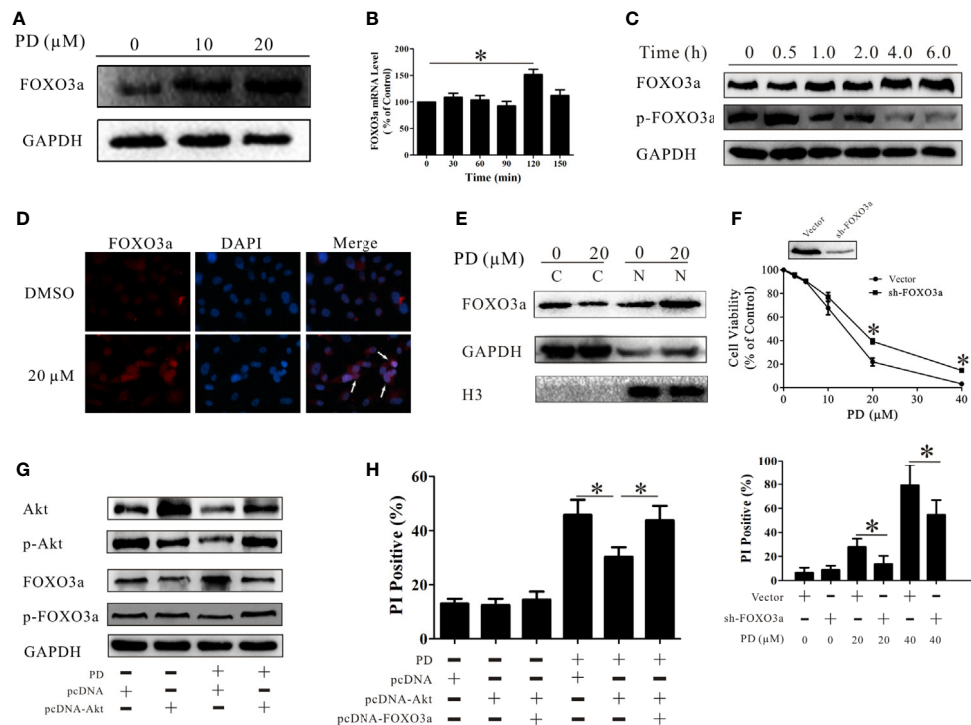 A
PD (µM)
0 10 20
FOXO3a
GAPDH
B
*
FOXO3a mRNA Level
(% of Control)
200
150
100
50
0
0 30 60 90 120 150
Time (min)
C
Time (h) 0 0.5 1.0 2.0 4.0 6.0
FOXO3a
p-FOXO3a
GAPDH
D
FOXO3a DAPI Merge
DMSO
20 µM
E
PD (µM) 0 20 0 20
C C N N
FOXO3a
GAPDH
H3
F
Vector sh-FOXO3a
Cell Viability
(% of Control)
100
80
60
40
20
0
Vector
sh-FOXO3a
* *
0 10 20 30 40
PD (µM)
PI Positive (%)
100
80
60
40
20
0
* *
Vector + - + - + -
sh-FOXO3a - + - + - +
PD (µM) 0 0 20 20 40 40
G
Akt
p-Akt
FOXO3a
p-FOXO3a
GAPDH
- - + + PD
+ - + - pcDNA
- + - + pcDNA-Akt
H
PI Positive (%)
60
40
20
0
* *
PD - - - + + +
pcDNA + - - + - -
pcDNA-Akt - + + - + +
pcDNA-FOXO3a - - + - - +